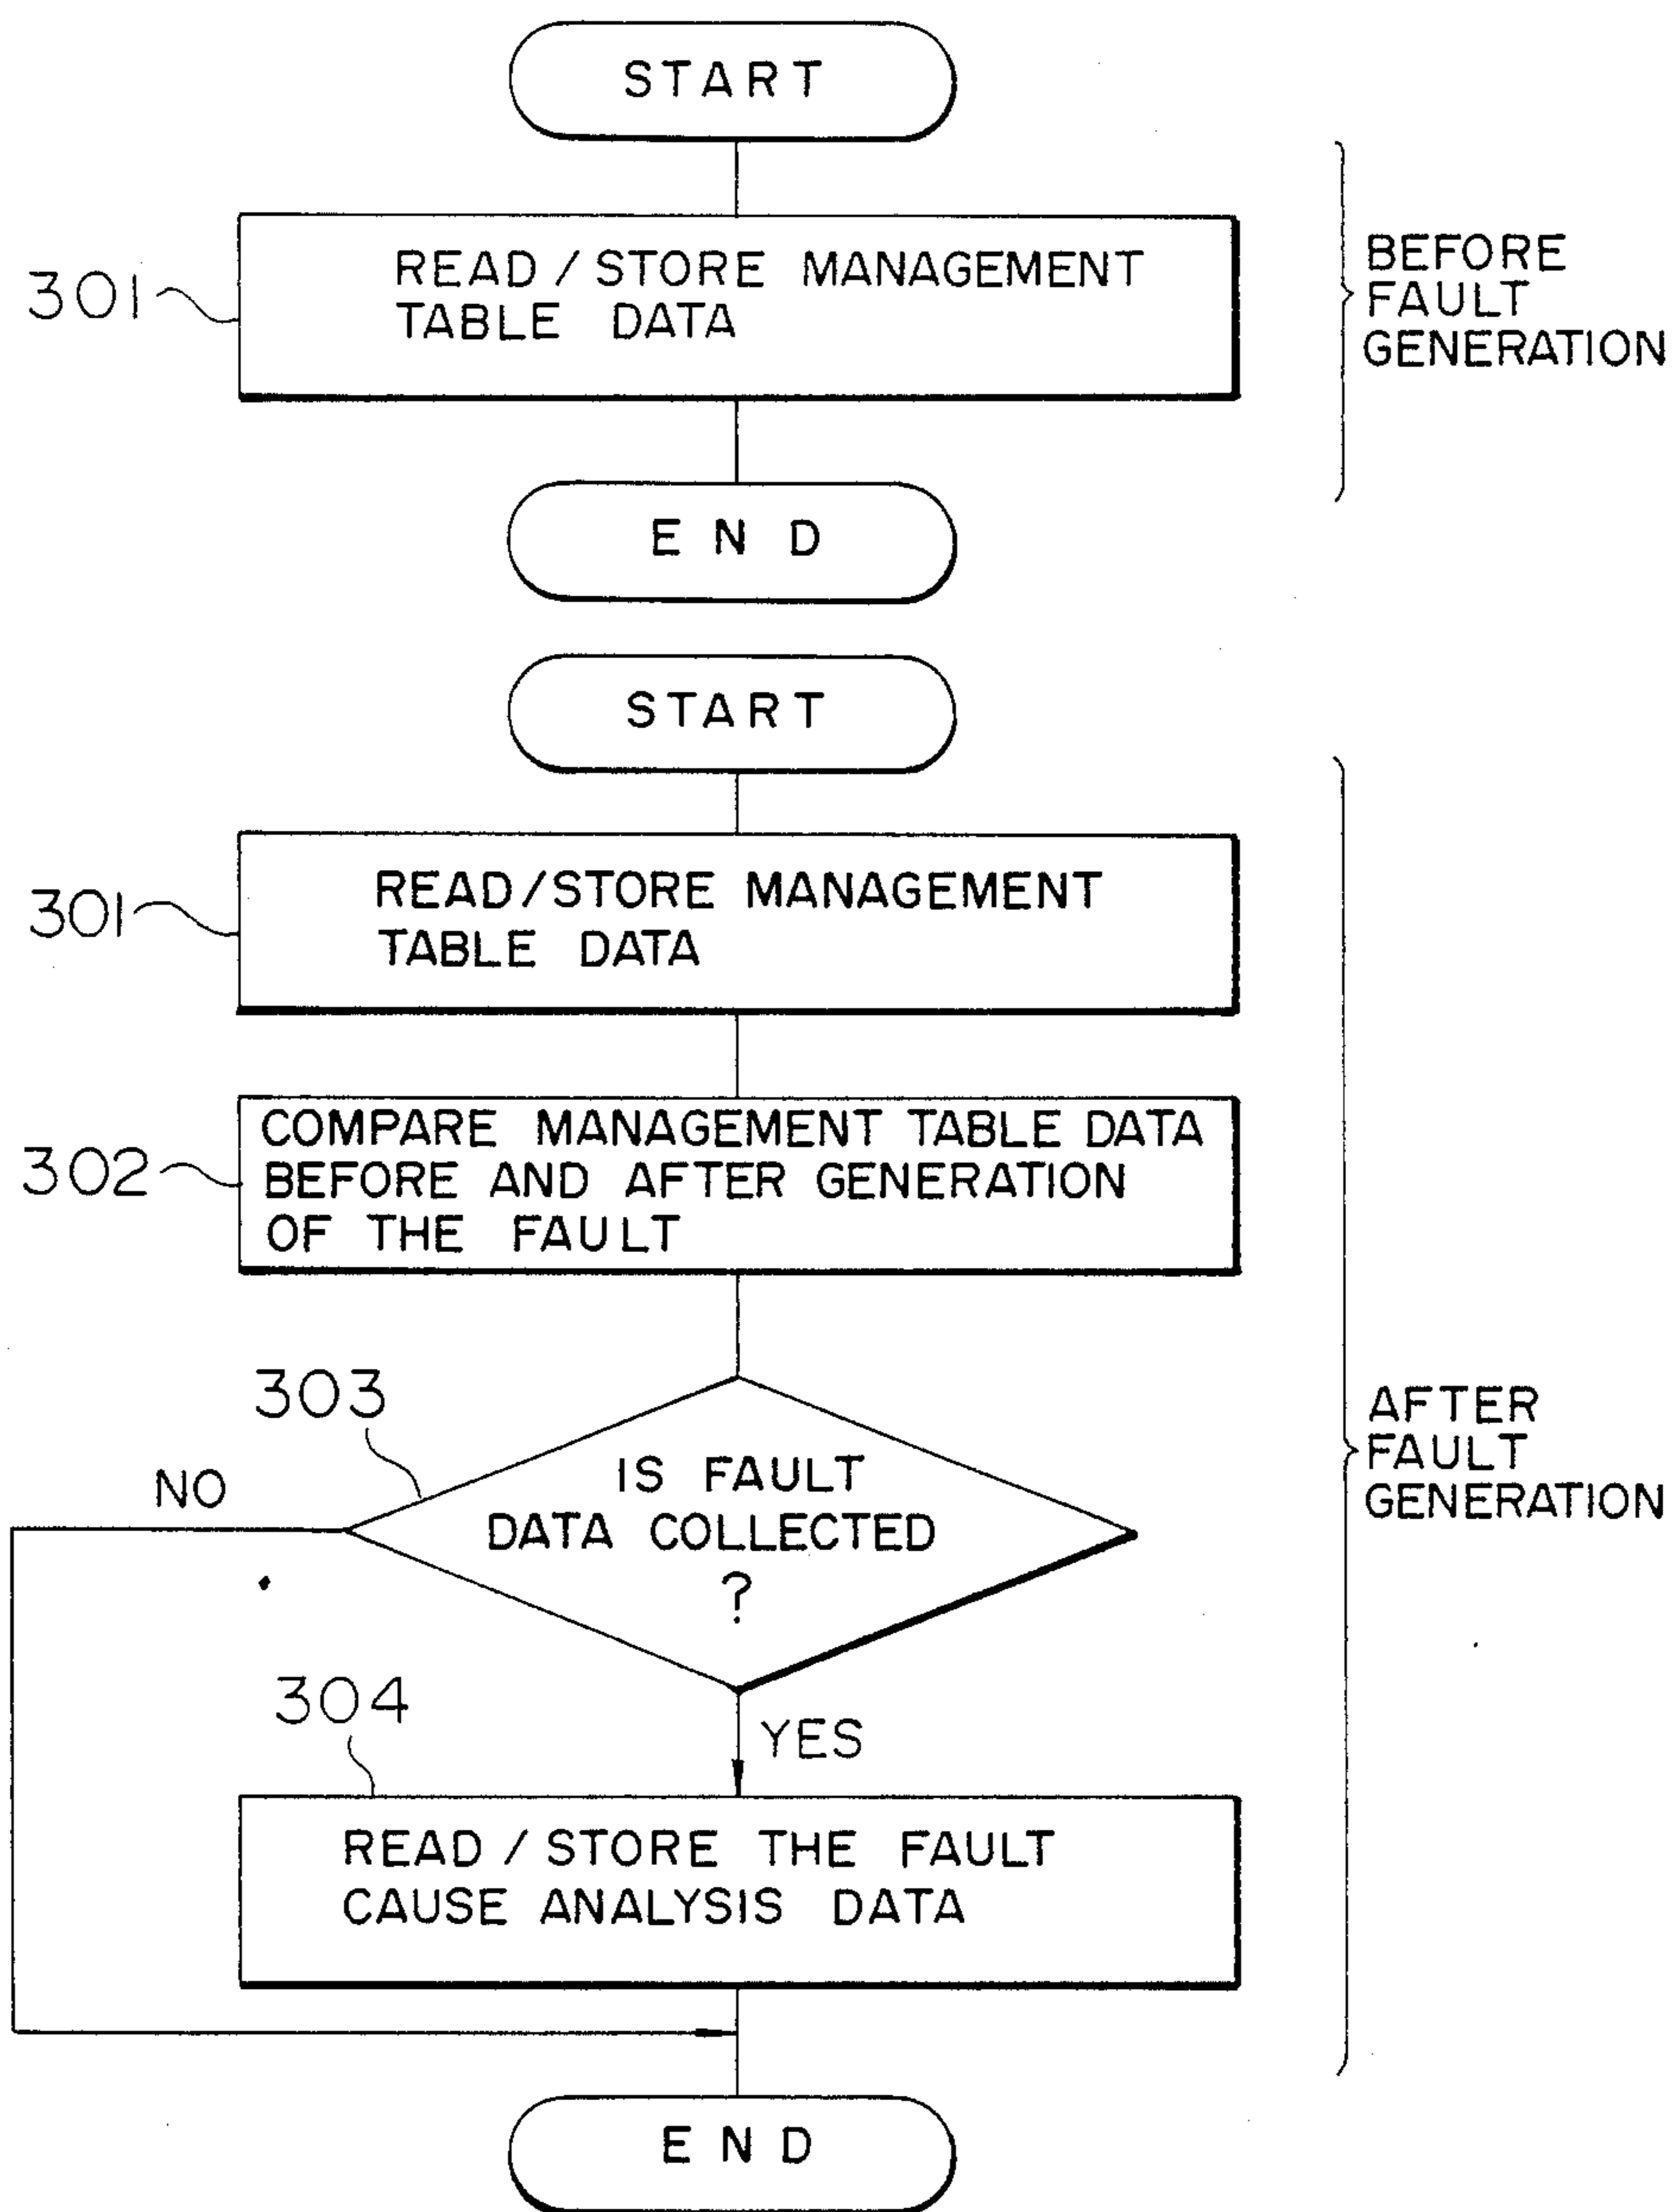 START
301
READ / STORE MANAGEMENT
TABLE DATA
BEFORE
FAULT
GENERATION
END
START
301
READ/STORE MANAGEMENT
TABLE DATA
302
COMPARE MANAGEMENT TABLE DATA
BEFORE AND AFTER GENERATION
OF THE FAULT
303
NO
IS FAULT
DATA COLLECTED
?
AFTER
FAULT
GENERATION
304
YES
READ / STORE THE FAULT
CAUSE ANALYSIS DATA
END